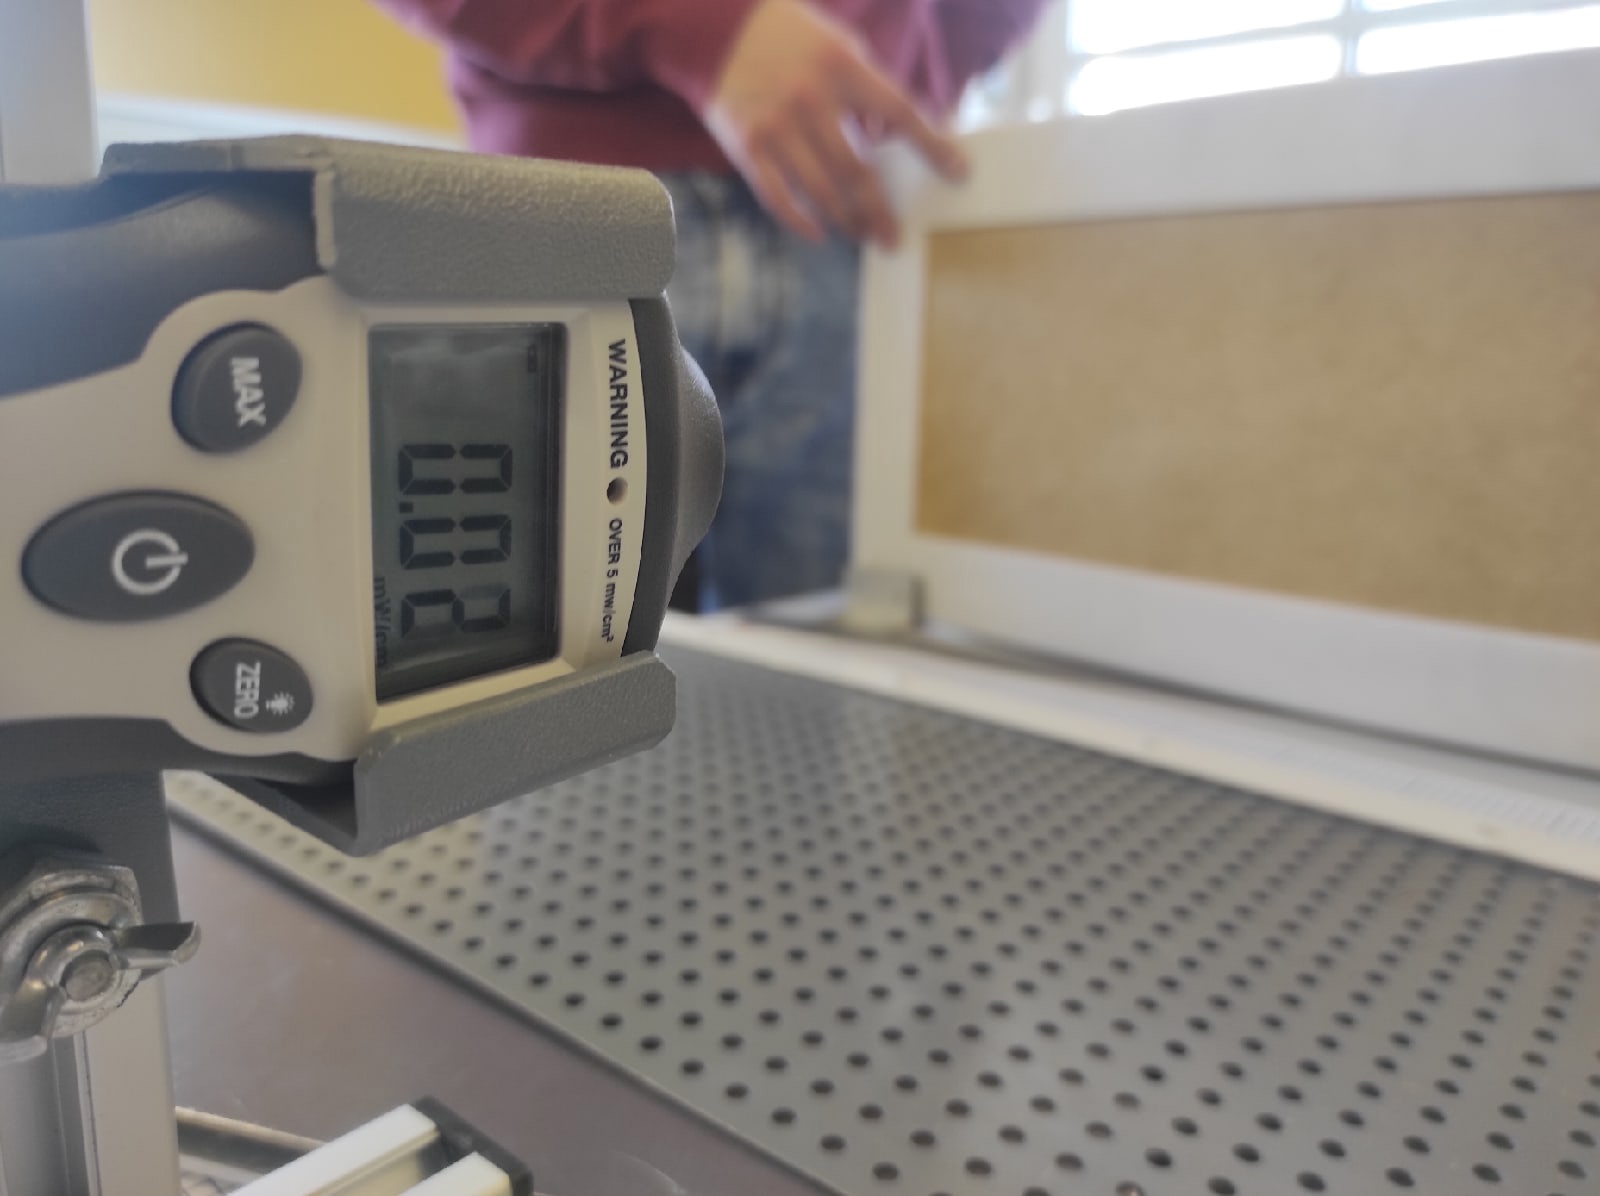 WARNING OVER 5 mw/cm²
0.02
mW/cm
MAX
ZERO